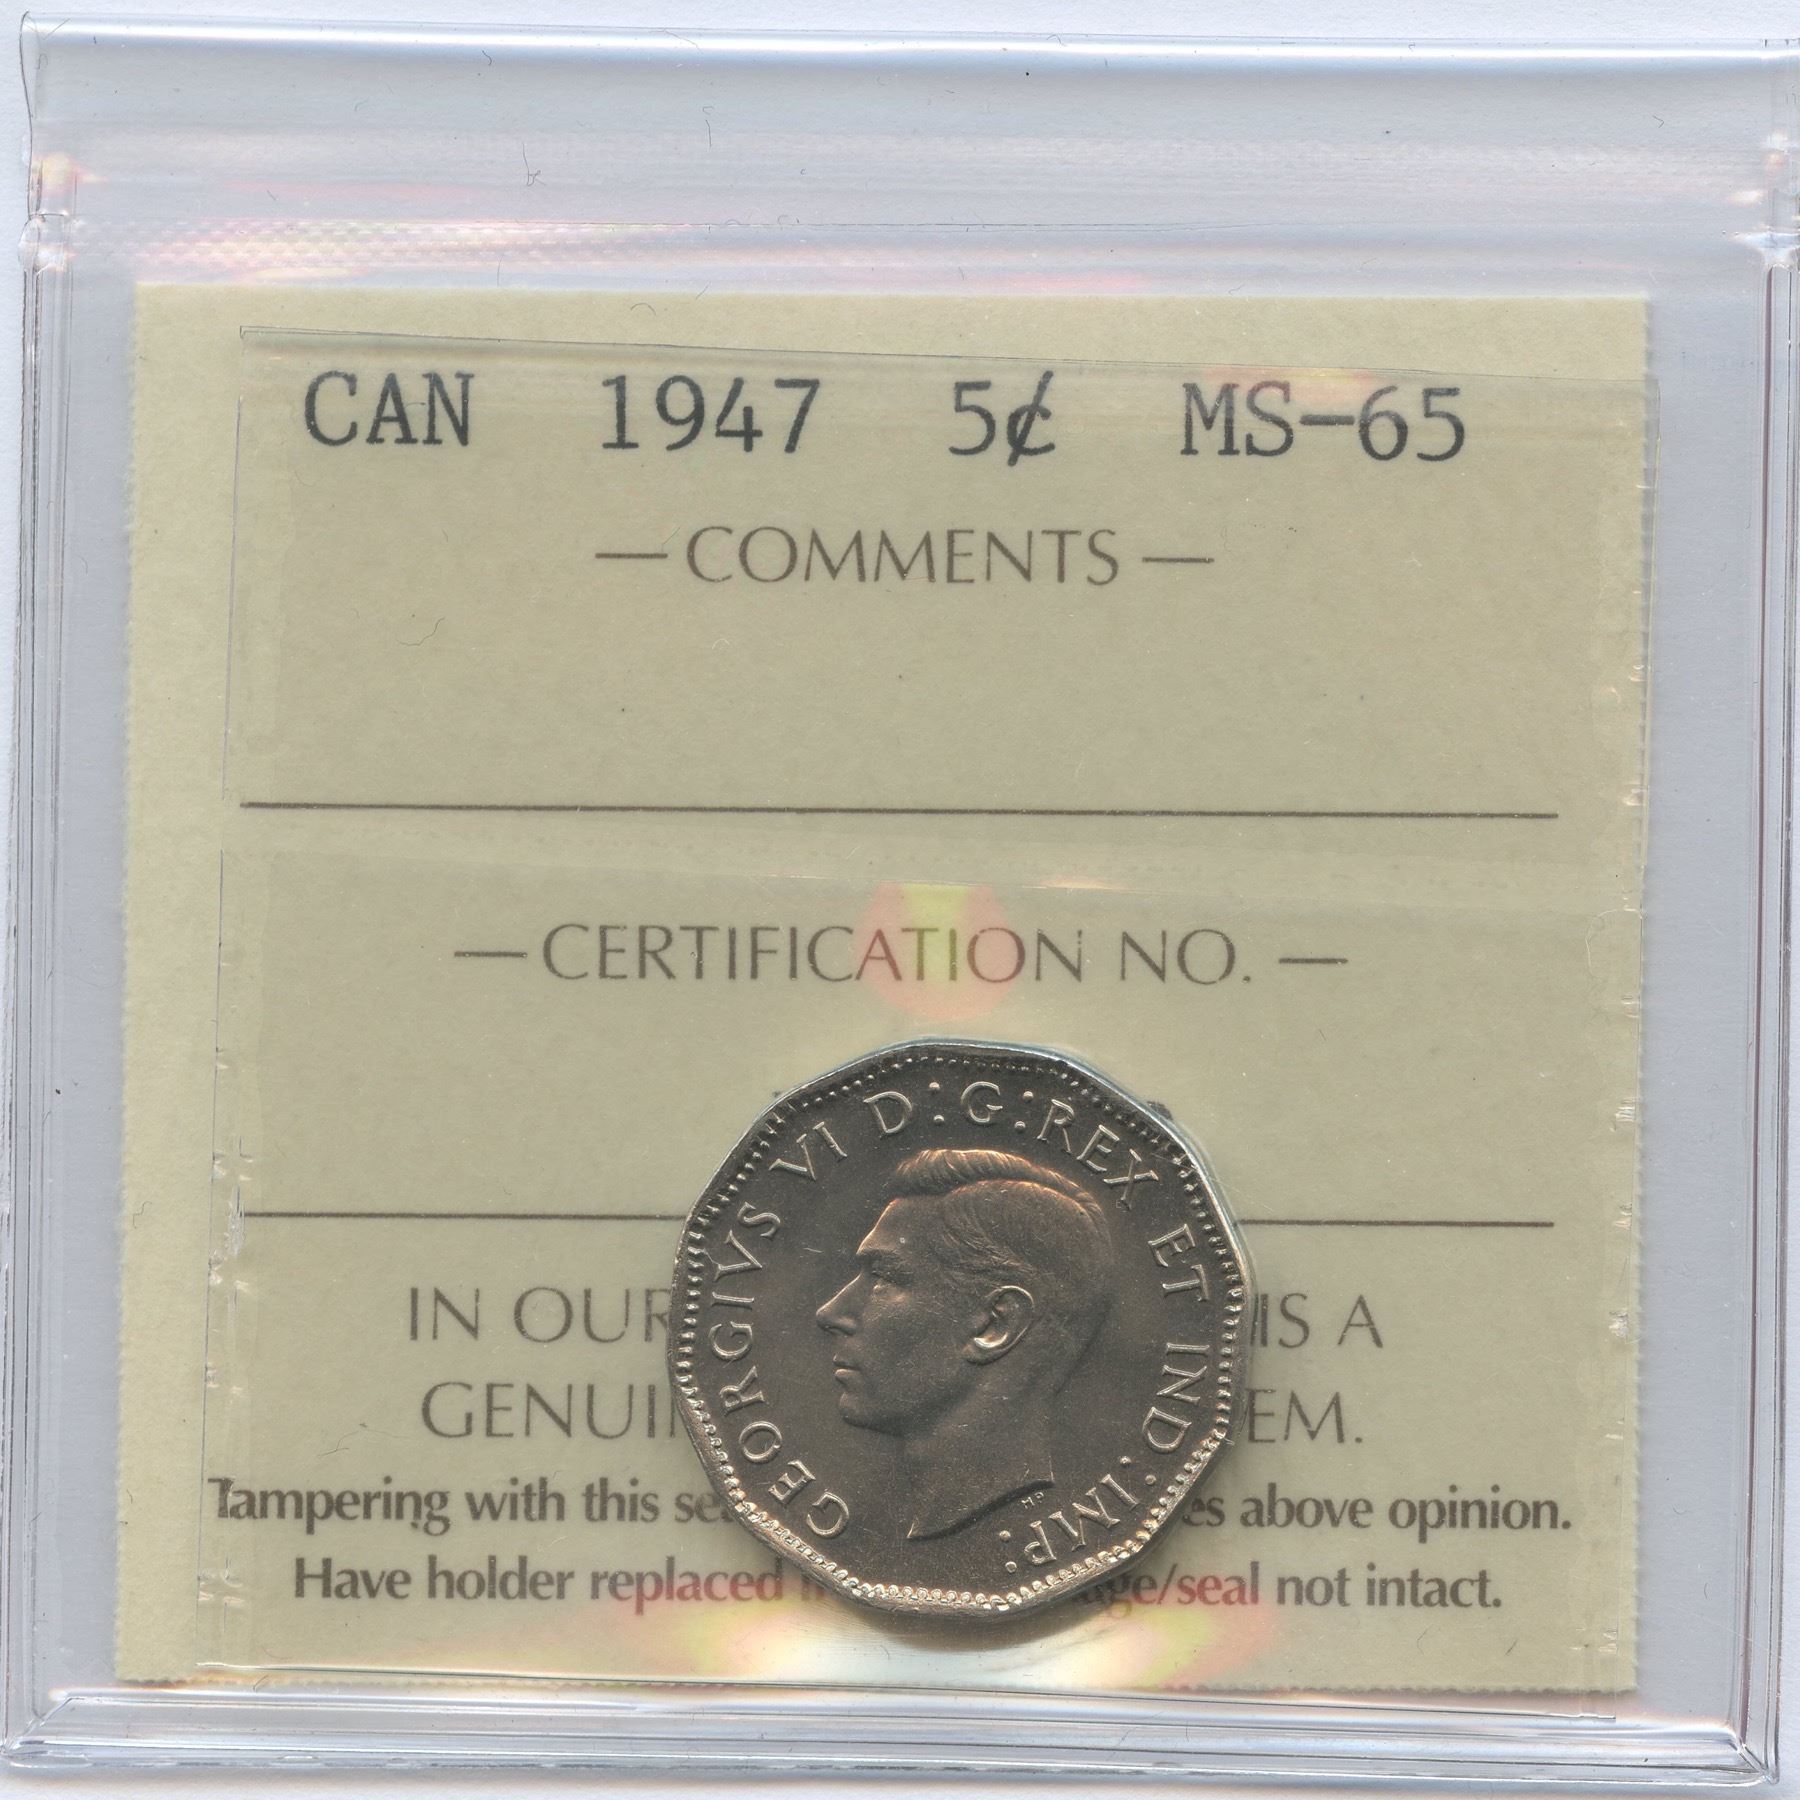 CAN 1947 5¢ MS-65
— COMMENTS —
— CERTIFICATION NO. —
GEORGIVS VI D:G:REX ET IND:IMP:
HP
IN OUR IS A
GENUI EM.
Tampering with this se es above opinion.
Have holder replaced age/seal not intact.